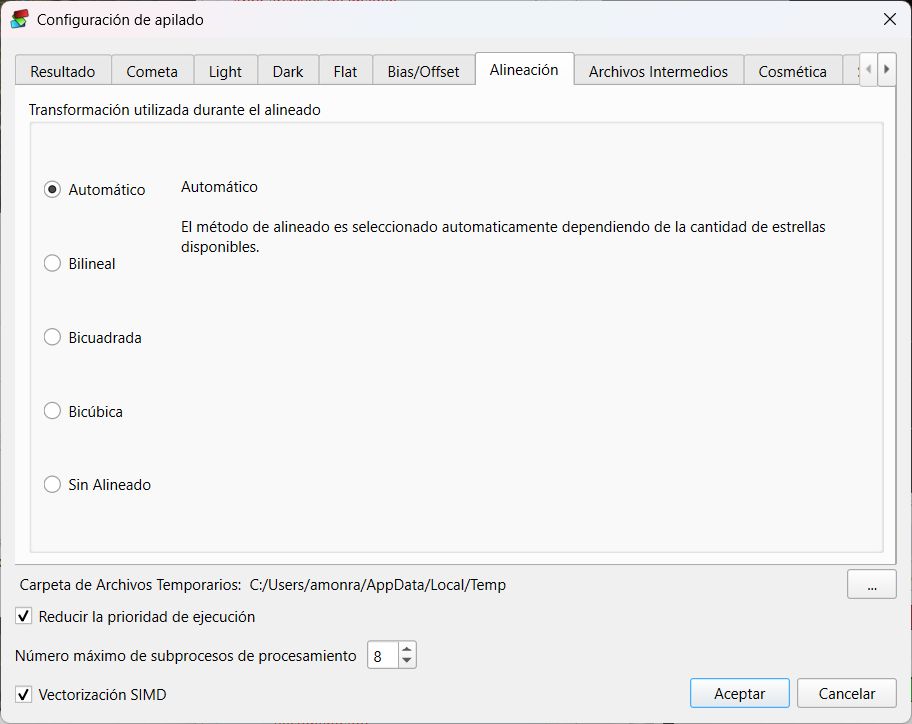 Configuración de apilado
Resultado Cometa Light Dark Flat Bias/Offset Alineación Archivos Intermedios Cosmética
Transformación utilizada durante el alineado
Automático
Automático
El método de alineado es seleccionado automaticamente dependiendo de la cantidad de estrellas
disponibles.
Bilineal
Bicuadrada
Bicúbica
Sin Alineado
Carpeta de Archivos Temporarios: C:/Users/amonra/AppData/Local/Temp ...
Reducir la prioridad de ejecución
Número máximo de subprocesos de procesamiento 8
Vectorización SIMD
Aceptar Cancelar